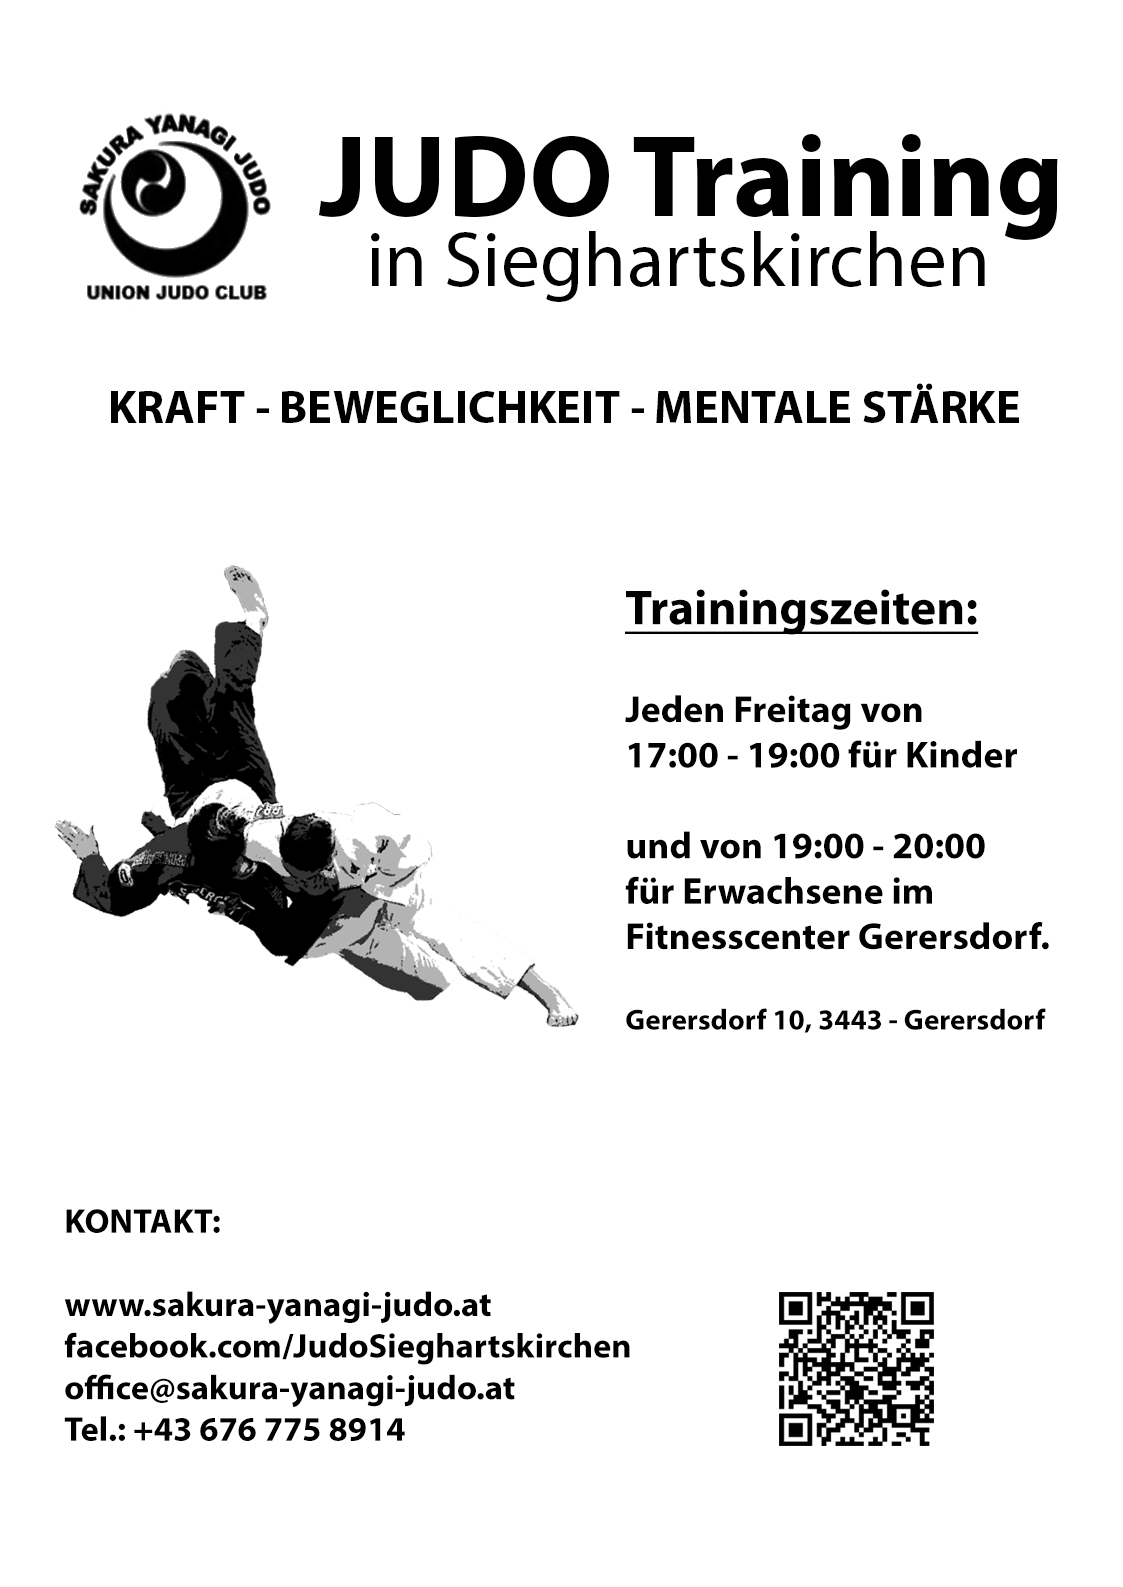 SAKURA YANAGI JUDO
UNION JUDO CLUB
JUDO Training
in Sieghartskirchen
KRAFT - BEWEGLICHKEIT - MENTALE STÄRKE
Trainingszeiten:
Jeden Freitag von
17:00 - 19:00 für Kinder
und von 19:00 - 20:00
für Erwachsene im
Fitnesscenter Gerersdorf.
Gerersdorf 10, 3443 - Gerersdorf
KONTAKT:
www.sakura-yanagi-judo.at
facebook.com/JudoSieghartskirchen
office@sakura-yanagi-judo.at
Tel.: +43 676 775 8914